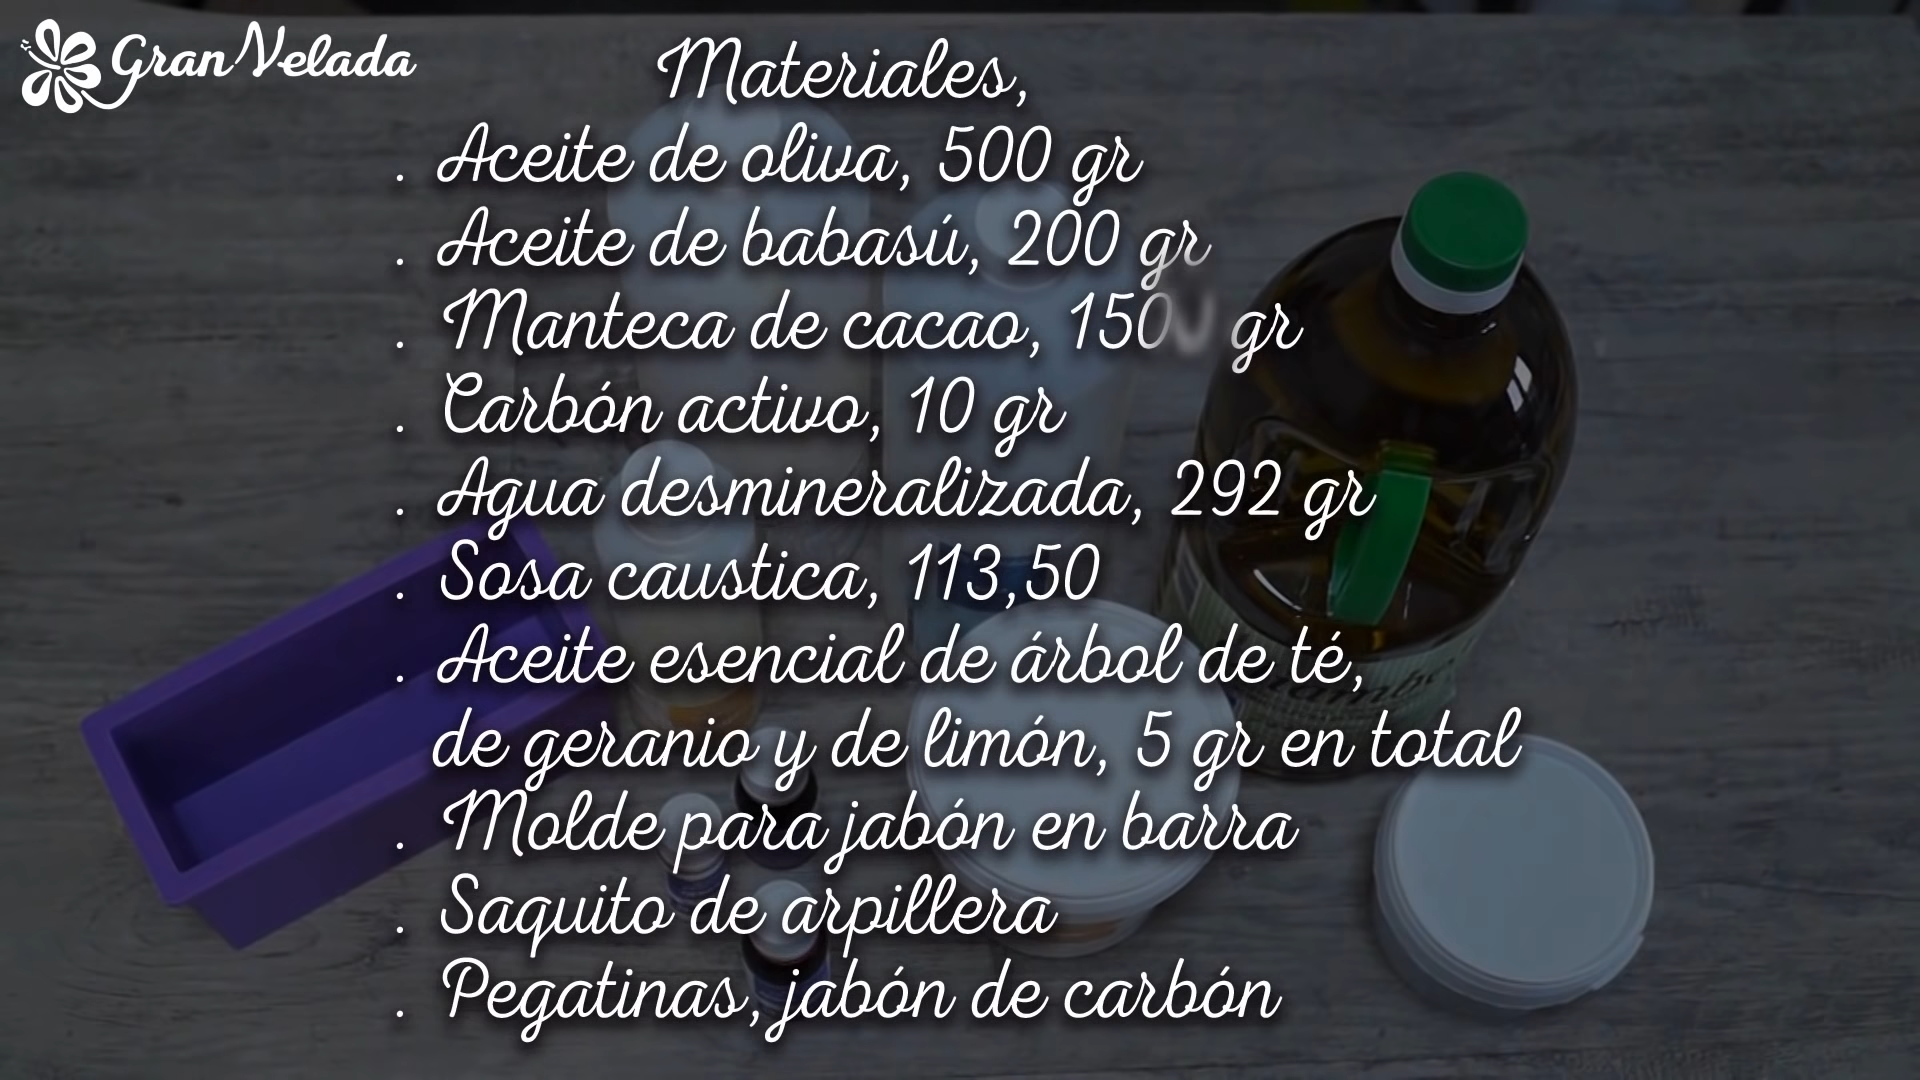 Gran Velada
Materiales,
. Aceite de oliva, 500 gr
. Aceite de babasú, 200 gr
. Manteca de cacao, gr
. Carbón activo, 10 gr
. Agua desmineralizada, 292 gr
. Sosa caustica, 113,50
. Aceite esencial de árbol de té,
de geranio y de limón, 5 gr en total
. Molde para jabón en barra
. Saquito de arpillera
. Pegatinas, jabón de carbón